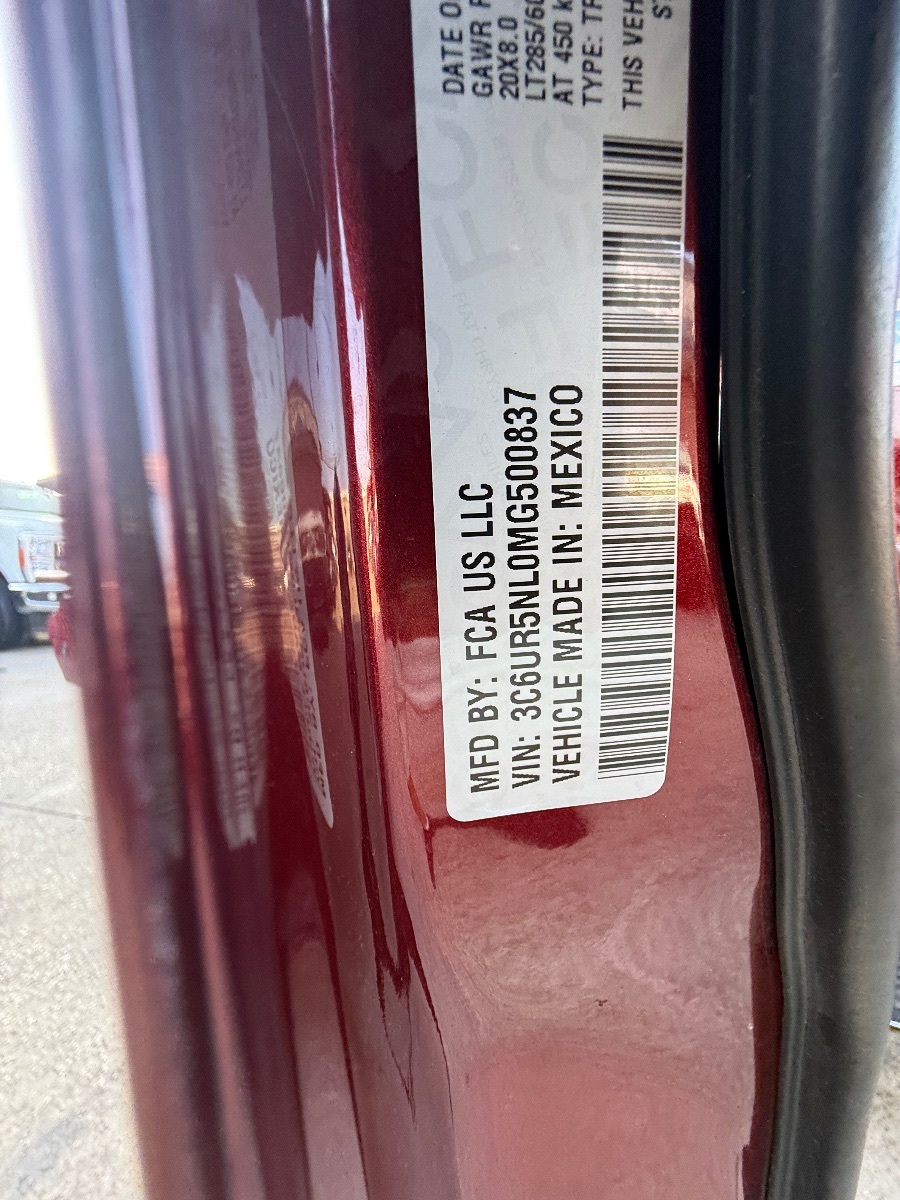 MFD BY: FCA US LLC
VIN: 3C6UR5NL0MG500837
VEHICLE MADE IN: MEXICO
DATE O
GAWR
20X8.0
LT285/60
AT 450 k
TYPE: TR
THIS VEH